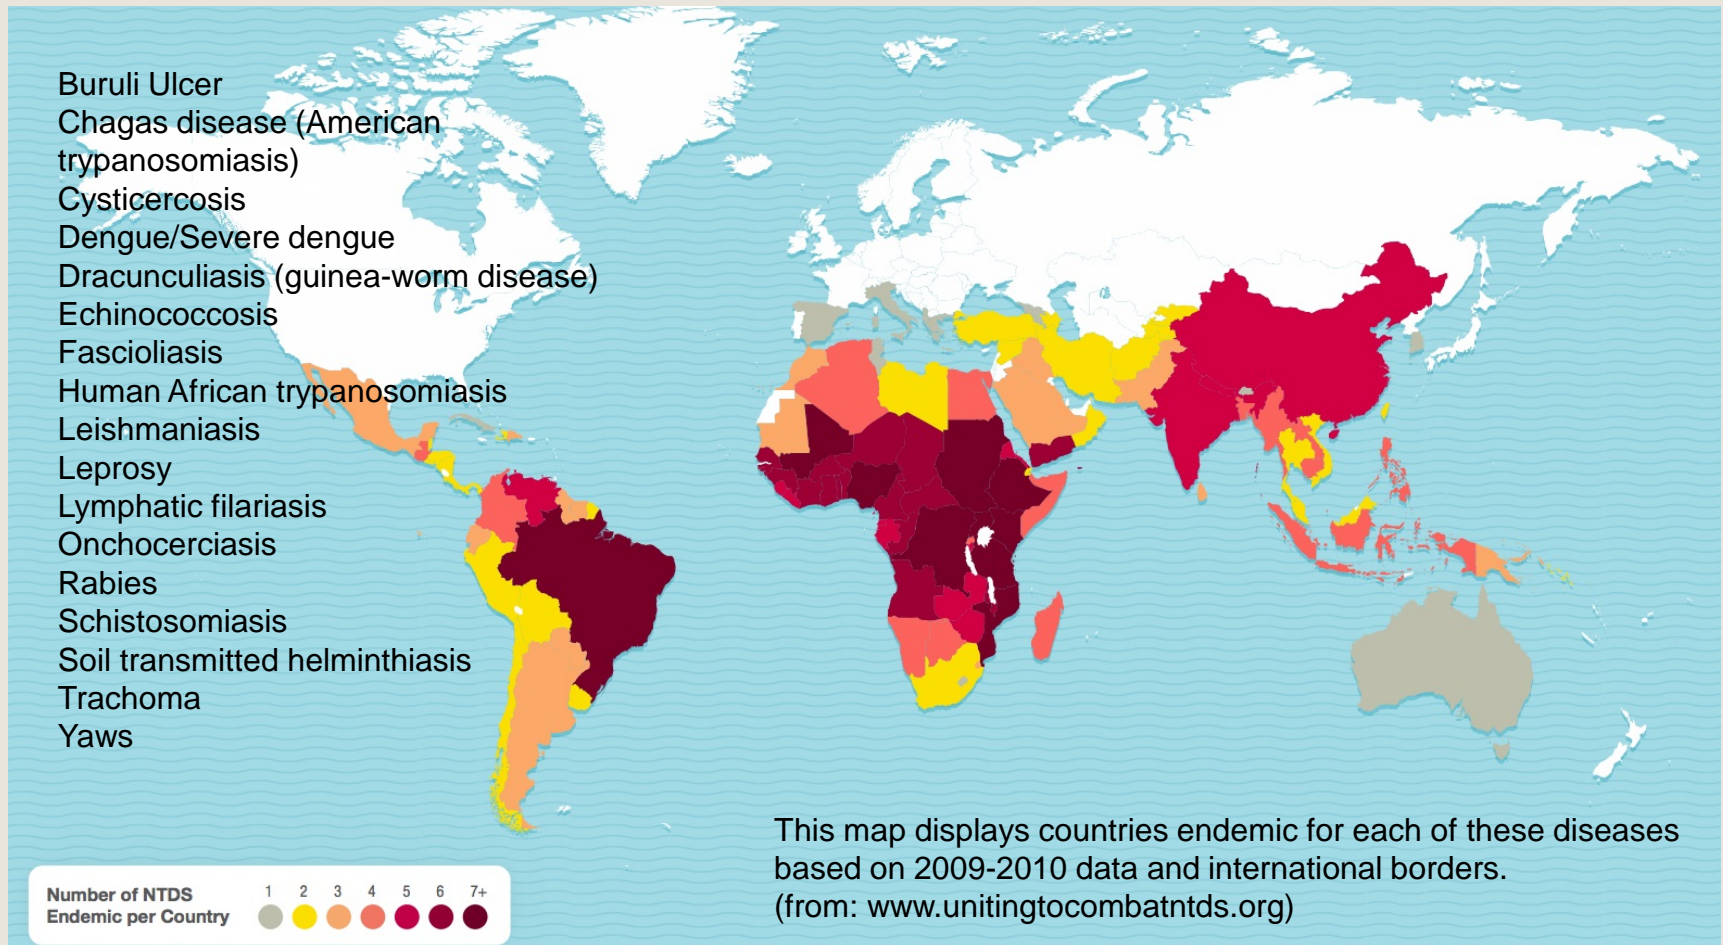 Buruli Ulcer
Chagas disease (American
trypanosomiasis)
Cysticercosis
Dengue/Severe dengue
Dracunculiasis (guinea-worm disease)
Echinococcosis
Fascioliasis
Human African trypanosomiasis
Leishmaniasis
Leprosy
Lymphatic filariasis
Onchocerciasis
Rabies
Schistosomiasis
Soil transmitted helminthiasis
Trachoma
Yaws
This map displays countries endemic for each of these diseases
based on 2009-2010 data and international borders.
(from: www.unitingtocombatntds.org)
Number of NTDS
Endemic per Country
1 2 3 4 5 6 7+